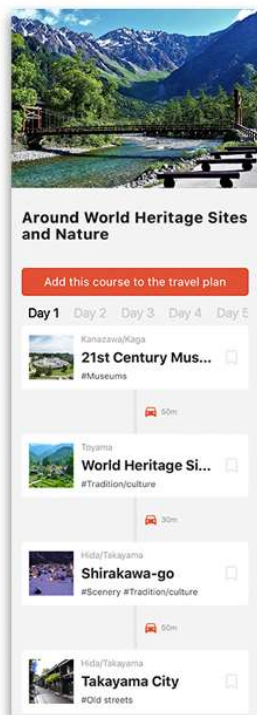 Around World Heritage Sites
and Nature
Add this course to the travel plan
Day 1 Day 2 Day 3 Day 4 Day 5
Kanazawa/Kaga
21st Century Mus...
#Museums
50m
Toyama
World Heritage Si...
#Tradition/culture
30m
Hida/Takayama
Shirakawa-go
#Scenery #Tradition/culture
50m
Hida/Takayama
Takayama City
#Old streets